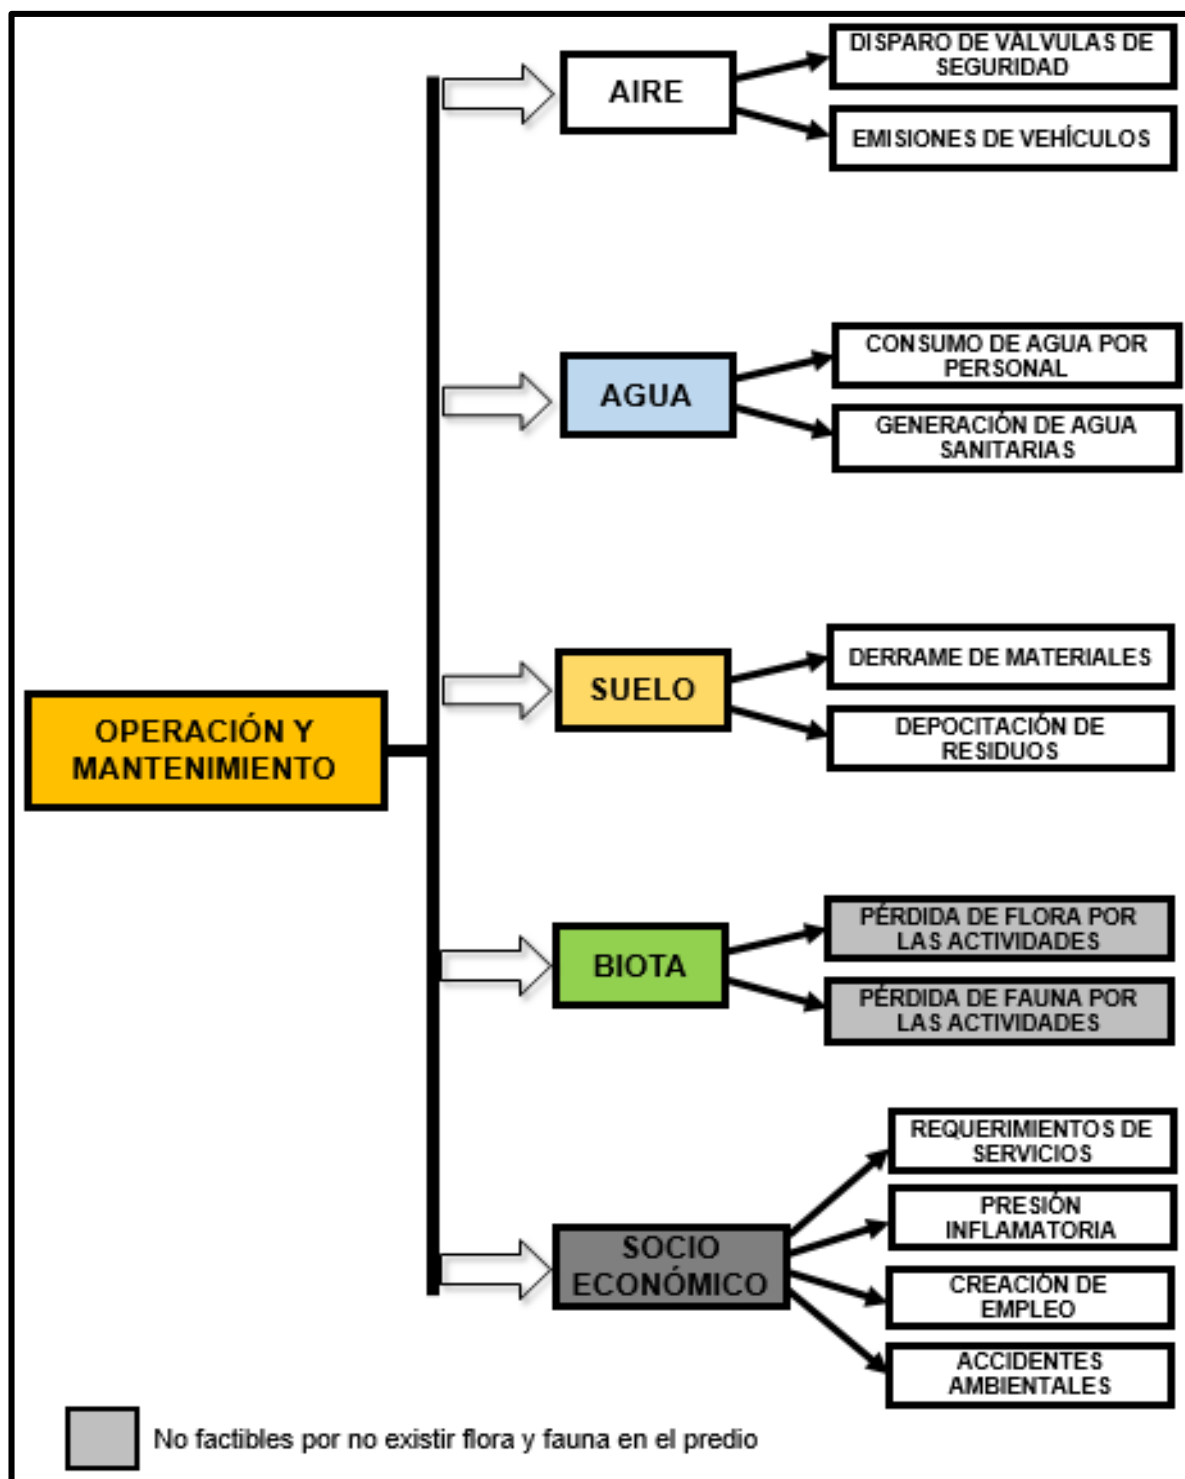 DISPARO DE VÁLVULAS DE
SEGURIDAD
AIRE
EMISIONES DE VEHÍCULOS
CONSUMO DE AGUA POR
PERSONAL
AGUA
GENERACIÓN DE AGUA
SANITARIAS
DERRAME DE MATERIALES
SUELO
DEPOCITACIÓN DE
RESIDUOS
OPERACIÓN Y
MANTENIMIENTO
PÉRDIDA DE FLORA POR
LAS ACTIVIDADES
BIOTA
PÉRDIDA DE FAUNA POR
LAS ACTIVIDADES
REQUERIMIENTOS DE
SERVICIOS
PRESIÓN
INFLAMATORIA
SOCIO
ECONÓMICO
CREACIÓN DE
EMPLEO
ACCIDENTES
AMBIENTALES
No factibles por no existir flora y fauna en el predio